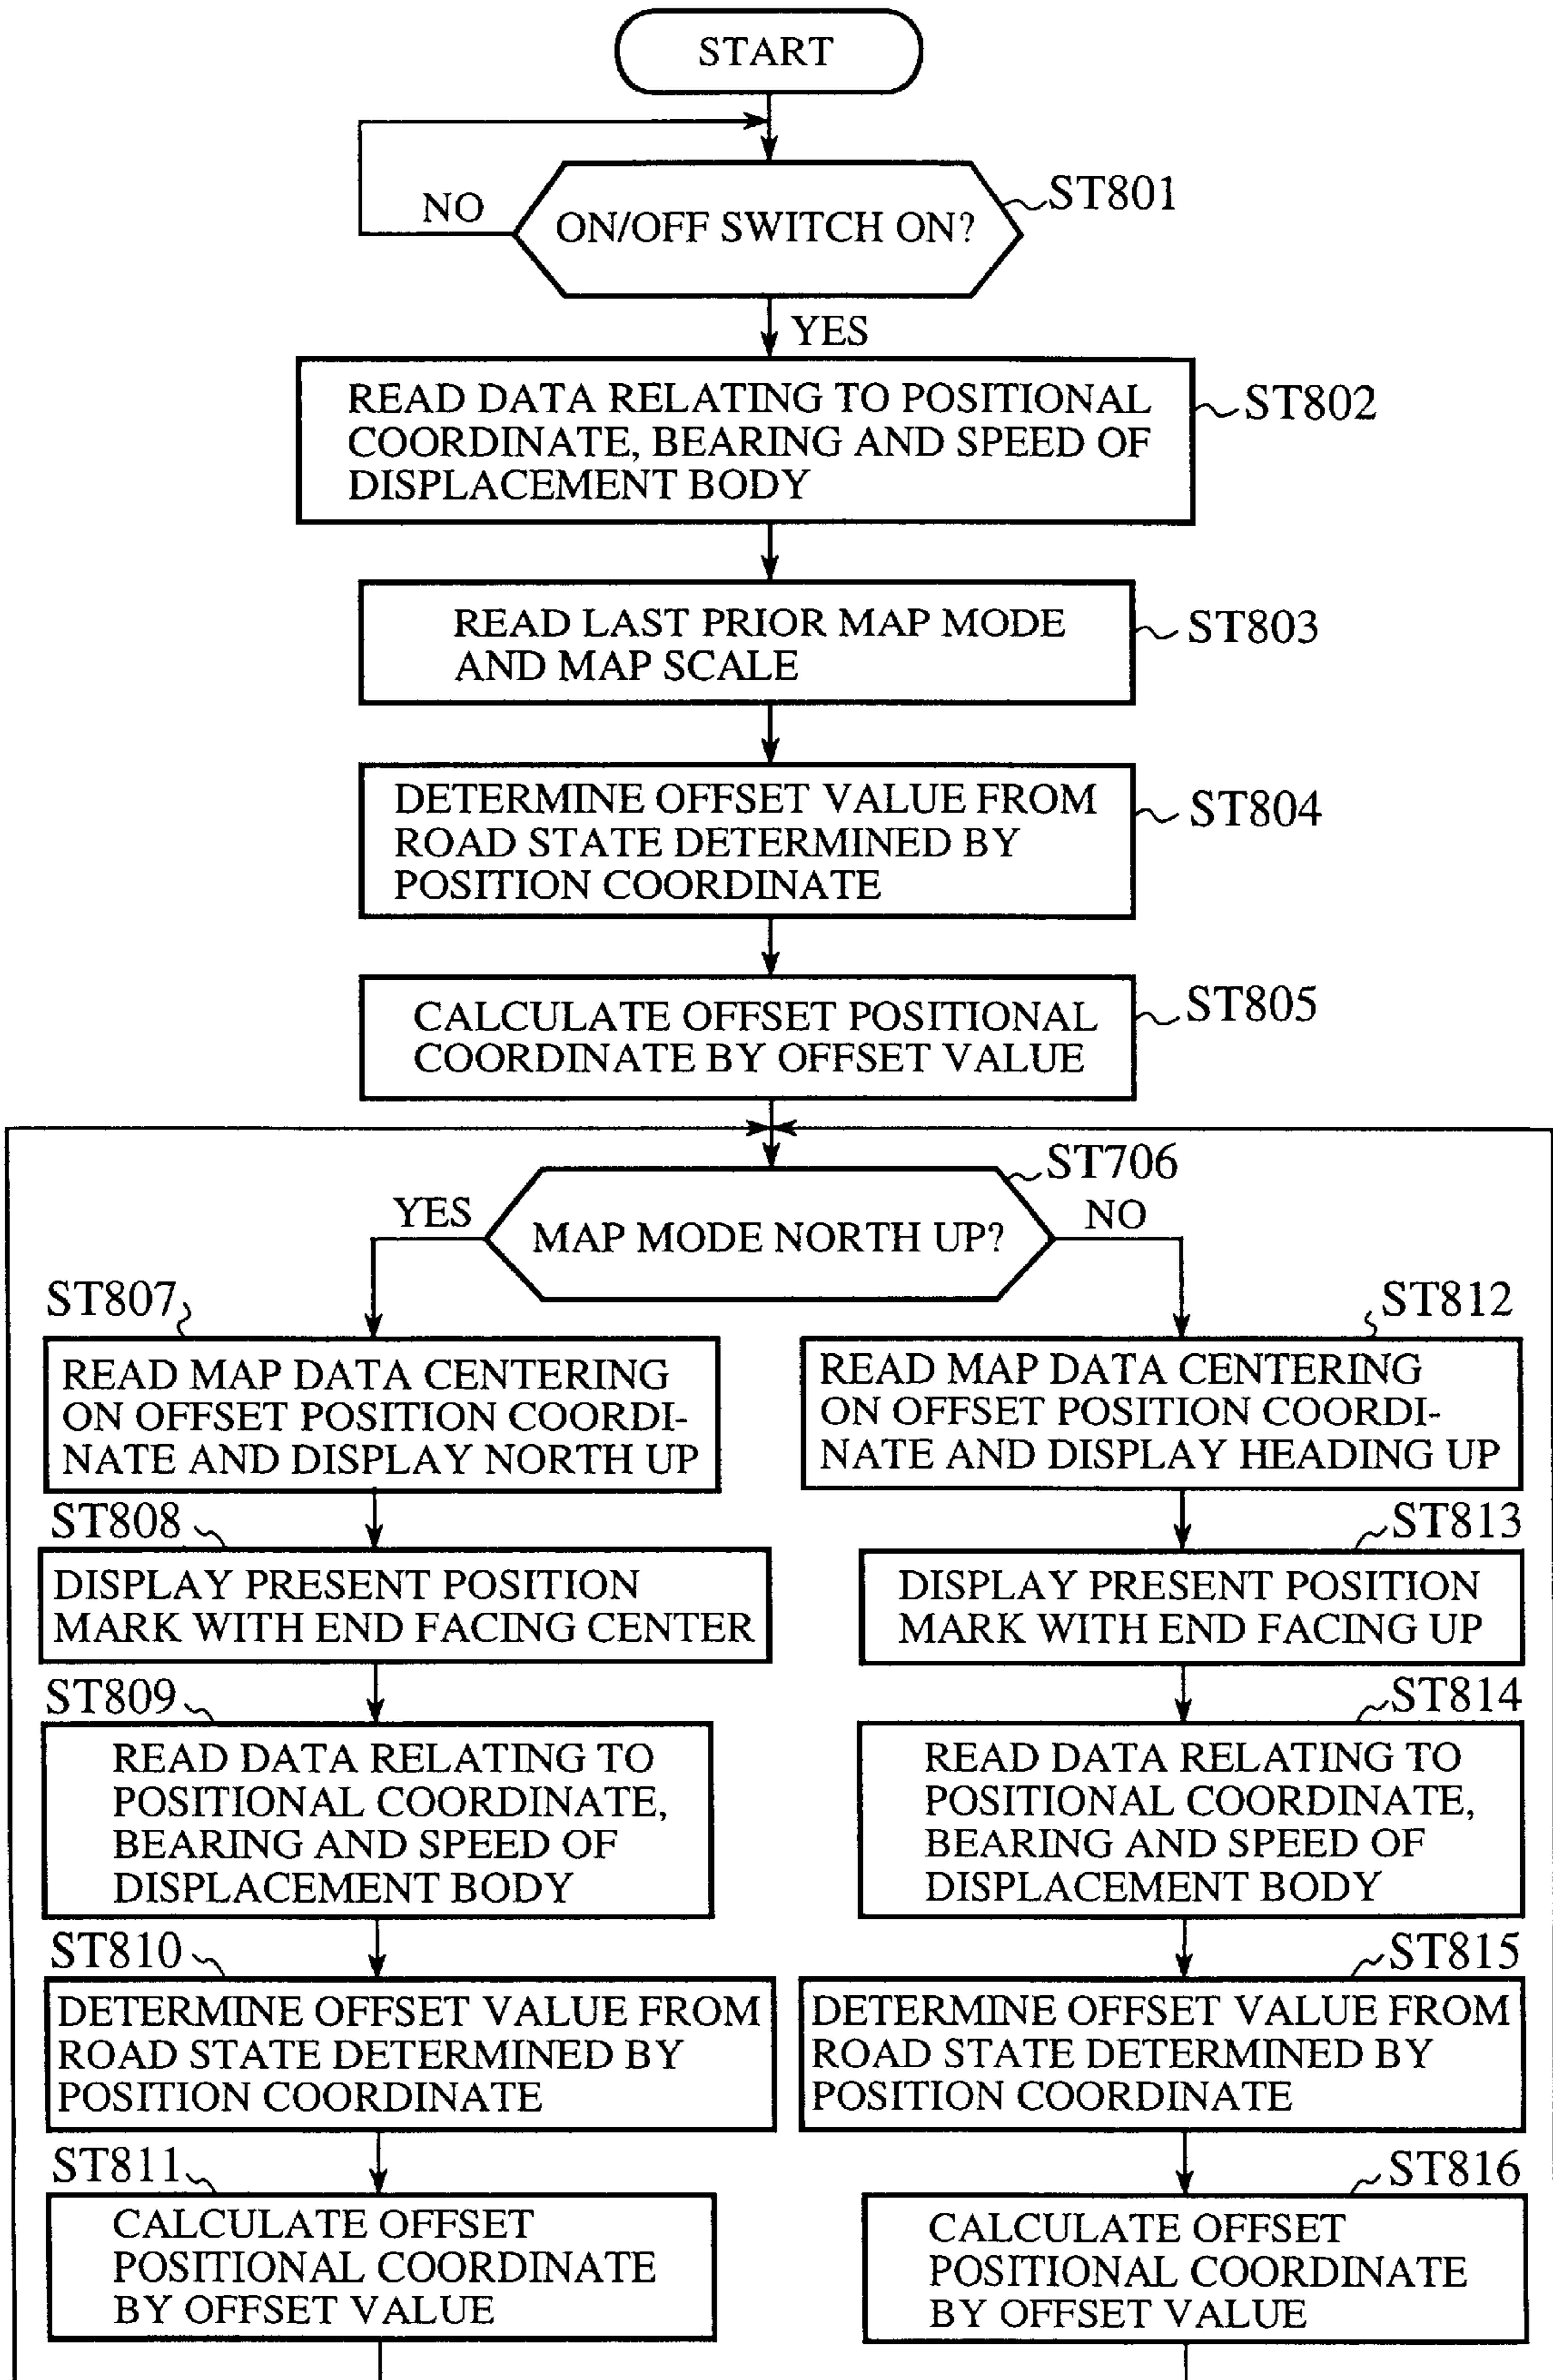 START
NO
ON/OFF SWITCH ON?
ST801
YES
READ DATA RELATING TO POSITIONAL
COORDINATE, BEARING AND SPEED OF
DISPLACEMENT BODY
ST802
READ LAST PRIOR MAP MODE
AND MAP SCALE
ST803
DETERMINE OFFSET VALUE FROM
ROAD STATE DETERMINED BY
POSITION COORDINATE
ST804
CALCULATE OFFSET POSITIONAL
COORDINATE BY OFFSET VALUE
ST805
ST706
YES
MAP MODE NORTH UP?
NO
ST807
READ MAP DATA CENTERING
ON OFFSET POSITION COORDI-
NATE AND DISPLAY NORTH UP
ST808
DISPLAY PRESENT POSITION
MARK WITH END FACING CENTER
ST809
READ DATA RELATING TO
POSITIONAL COORDINATE,
BEARING AND SPEED OF
DISPLACEMENT BODY
ST810
DETERMINE OFFSET VALUE FROM
ROAD STATE DETERMINED BY
POSITION COORDINATE
ST811
CALCULATE OFFSET
POSITIONAL COORDINATE
BY OFFSET VALUE
ST812
READ MAP DATA CENTERING
ON OFFSET POSITION COORDI-
NATE AND DISPLAY HEADING UP
ST813
DISPLAY PRESENT POSITION
MARK WITH END FACING UP
ST814
READ DATA RELATING TO
POSITIONAL COORDINATE,
BEARING AND SPEED OF
DISPLACEMENT BODY
ST815
DETERMINE OFFSET VALUE FROM
ROAD STATE DETERMINED BY
POSITION COORDINATE
ST816
CALCULATE OFFSET
POSITIONAL COORDINATE
BY OFFSET VALUE